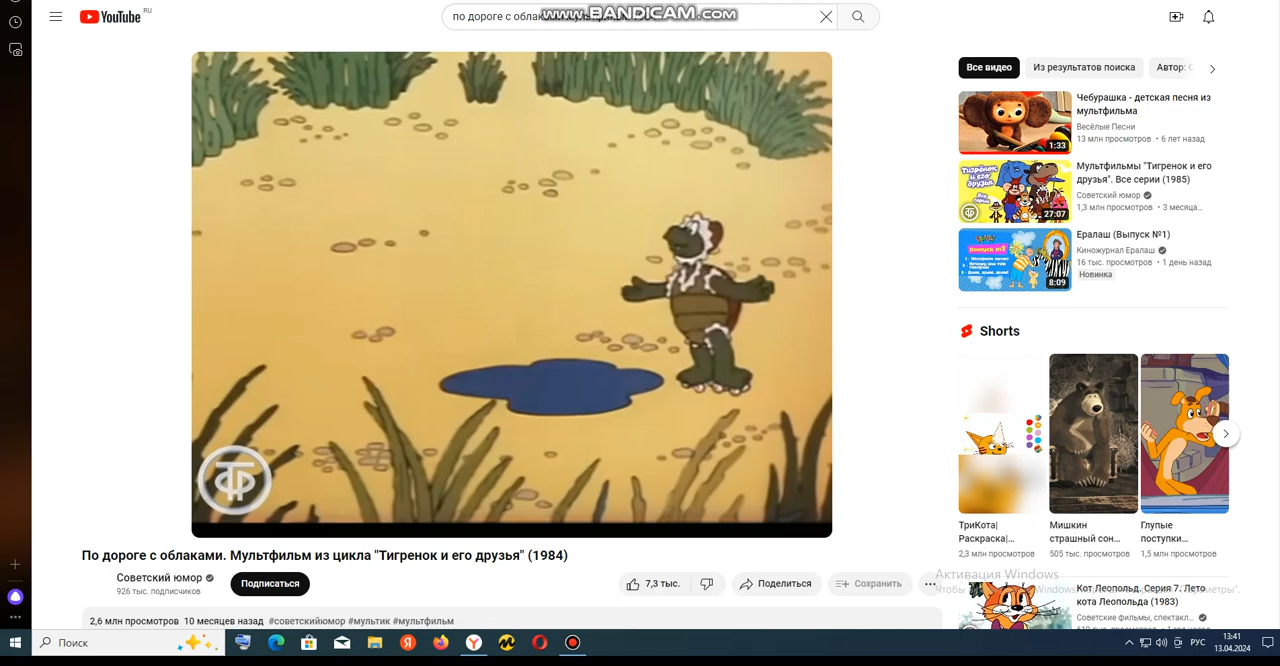 YouTube RU
www.BANDICAM.com
по дороге с
Все видео
Из результатов поиска
Автор:
Чебурашка - детская песня из
мультфильма
Весёлые Песни
13 млн просмотров • 6 лет назад
1:33
Мультфильмы "Тигренок и его
друзья". Все серии (1985)
Советский юмор
1,3 млн просмотров • 3 месяца...
Тигрёнок
и его
друзья
27:07
Ералаш (Выпуск №1)
Киножурнал Ералаш
16 тыс. просмотров • 1 день назад
Новинка
8:09
Shorts
ТриКота|
Раскраска|...
2,3 млн просмотров
Мишкин
страшный сон...
505 тыс. просмотров
Глупые
поступки...
1,5 млн просмотров
По дороге с облаками. Мультфильм из цикла "Тигренок и его друзья" (1984)
Советский юмор
926 тыс. подписчиков
Подписаться
7,3 тыс.
Поделиться
Сохранить
Активация Windows
Кот Леопольд. Серия 7. Лето
кота Леопольда (1983)
Советские фильмы, спектакл...
2,6 млн просмотров 10 месяцев назад #советскийюмор #мультик #мультфильм
Поиск
РУС
13:41
13.04.2024